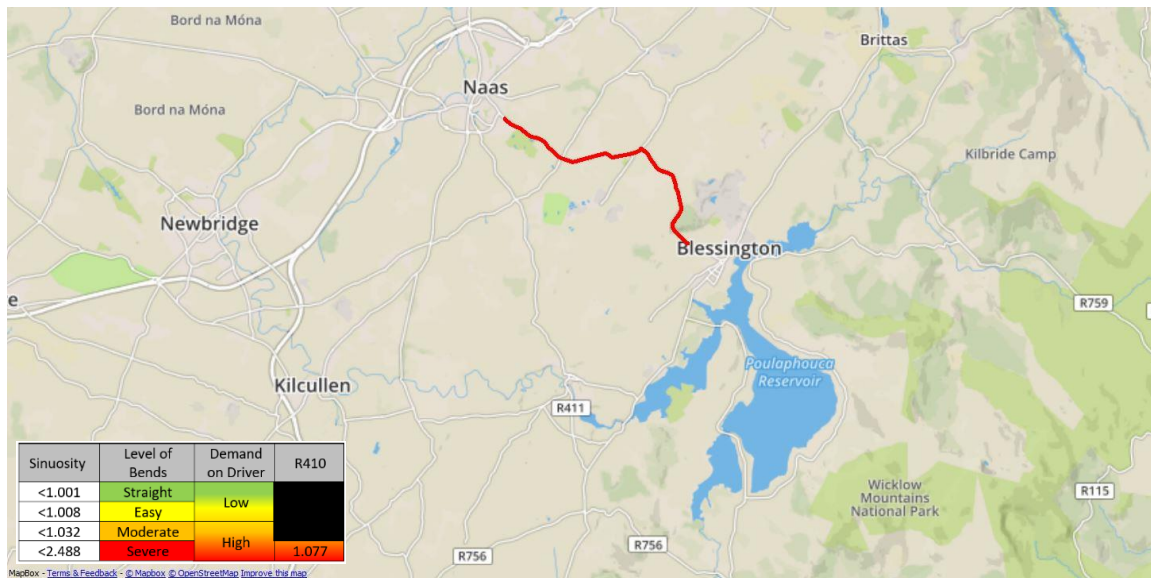 Bord na Móna
Brittas
Naas
Bord na Móna
Kilbride Camp
Newbridge
Blessington
e
R759
Poulaphouca
Reservoir
Kilcullen
R411
Wicklow
Mountains
National Park
R115
R756
R756
Sinuosity Level of Bends Demand on Driver R410
<1.001 Straight Low
<1.008 Easy
<1.032 Moderate High
<2.488 Severe 1.077
MapBox - Terms & Feedback - © Mapbox © OpenStreetMap Improve this map